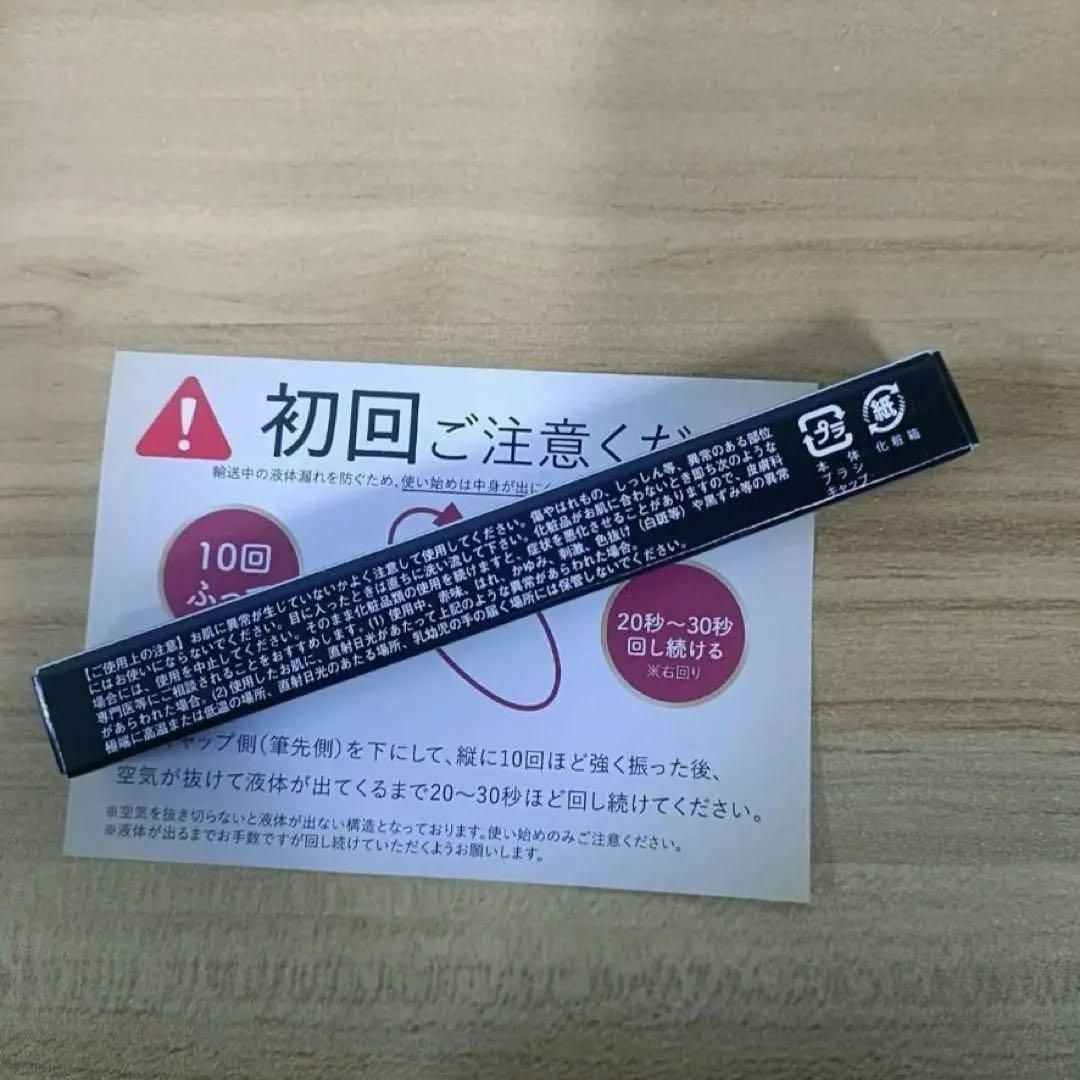 初回ご注意くだ
輸送中の液体漏れを防ぐため、使い始めは中身が出に
10回
ふっ
20秒～30秒
回し続ける
※右回り
【ご使用上の注意】お肌に異常が生じていないかよく注意して使用してください。傷やはれもの、しっしん等、異常のある部位
にはお使いにならないでください。目に入ったときは直ちに洗い流して下さい。化粧品がお肌に合わないとき即ち次のような
場合には、使用を中止してください。そのまま化粧品類の使用を続けますと、症状を悪化させることがありますので、皮膚科
専門医等にご相談されることをおすすめします。(1) 使用中、赤味、はれ、かゆみ、刺激、色抜け（白斑等）や黒ずみ等の異常
があらわれた場合。(2) 使用したお肌に、直射日光があたって上記のような異常があらわれた場合。
極端に高温または低温の場所、直射日光のあたる場所、乳幼児の手の届く場所には保管しないでください。
プラ
本体
ブラシ
キャップ
紙
化粧箱
ャップ側（筆先側）を下にして、縦に10回ほど強く振った後、
空気が抜けて液体が出てくるまで20～30秒ほど回し続けてください。
※空気を抜き切らないと液体が出ない構造となっております。使い始めのみご注意ください。
※液体が出るまでお手数ですが回し続けていただくようお願いします。